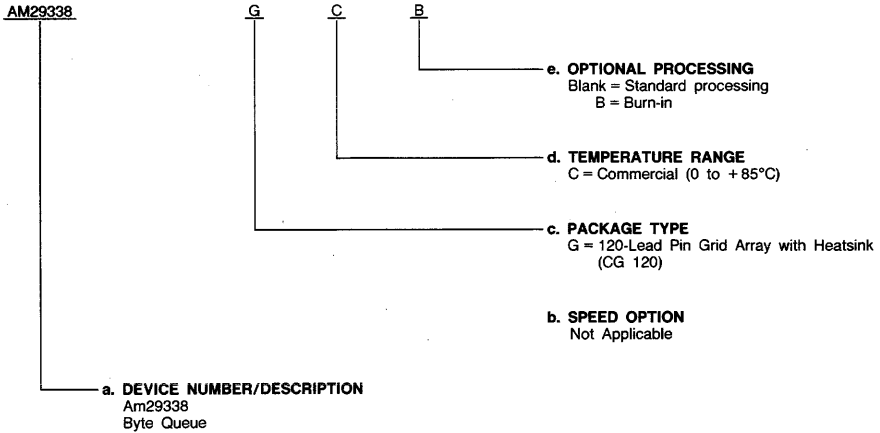 AM29338 G C B
e. OPTIONAL PROCESSING
Blank = Standard processing
B = Burn-in
d. TEMPERATURE RANGE
C = Commercial (0 to +85°C)
c. PACKAGE TYPE
G = 120-Lead Pin Grid Array with Heatsink
(CG 120)
b. SPEED OPTION
Not Applicable
a. DEVICE NUMBER/DESCRIPTION
Am29338
Byte Queue